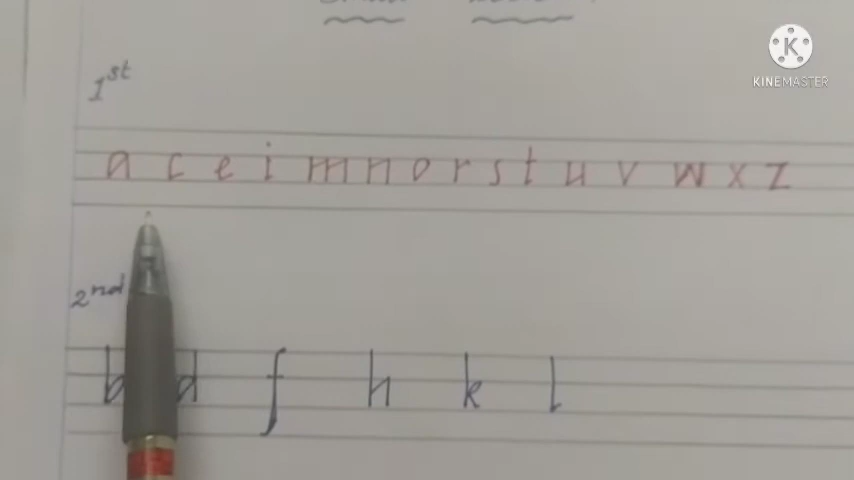 KINEMASTER
1st
a c e i m n o r s t u v w x z
2nd
b d f h k l